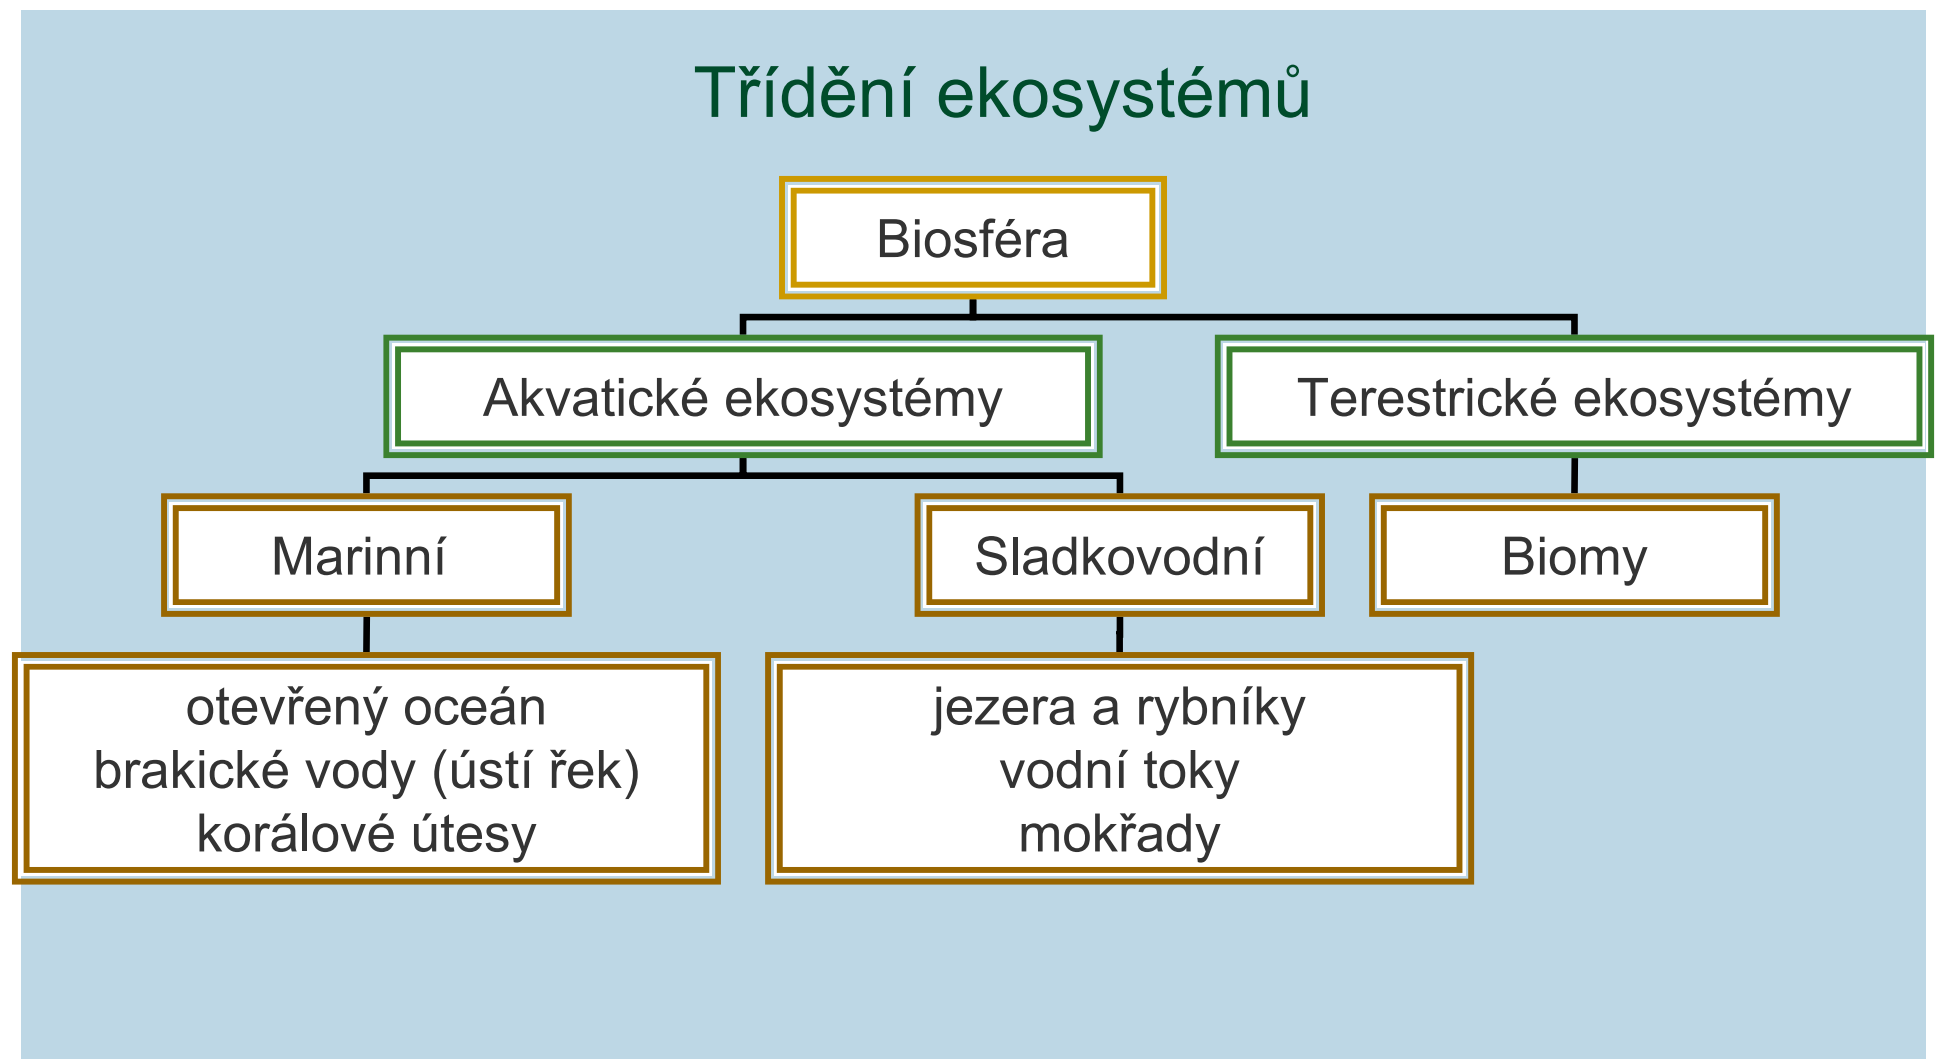 Třídění ekosystémů
Biosféra
Akvatické ekosystémy
Terestrické ekosystémy
Marinní
Sladkovodní
Biomy
otevřený oceán
brakické vody (ústí řek)
korálové útesy
jezera a rybníky
vodní toky
mokřady